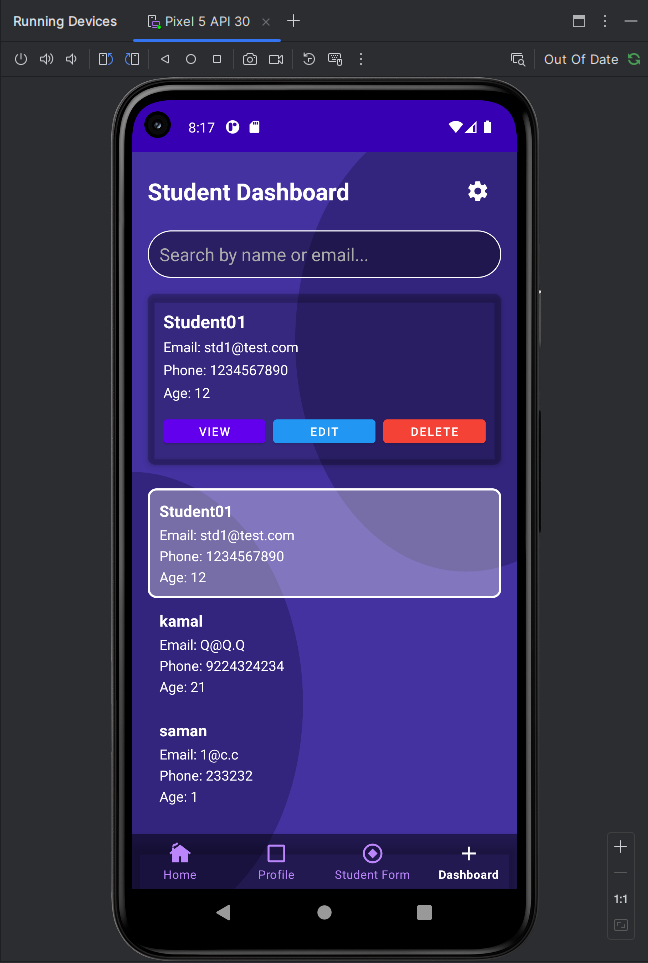 Running Devices
Pixel 5 API 30
Out Of Date
8:17
Student Dashboard
Search by name or email...
Student01
Email: std1@test.com
Phone: 1234567890
Age: 12
VIEW
EDIT
DELETE
Student01
Email: std1@test.com
Phone: 1234567890
Age: 12
kamal
Email: Q@Q.Q
Phone: 9224324234
Age: 21
saman
Email: 1@c.c
Phone: 233232
Age: 1
Home
Profile
Student Form
Dashboard
1:1